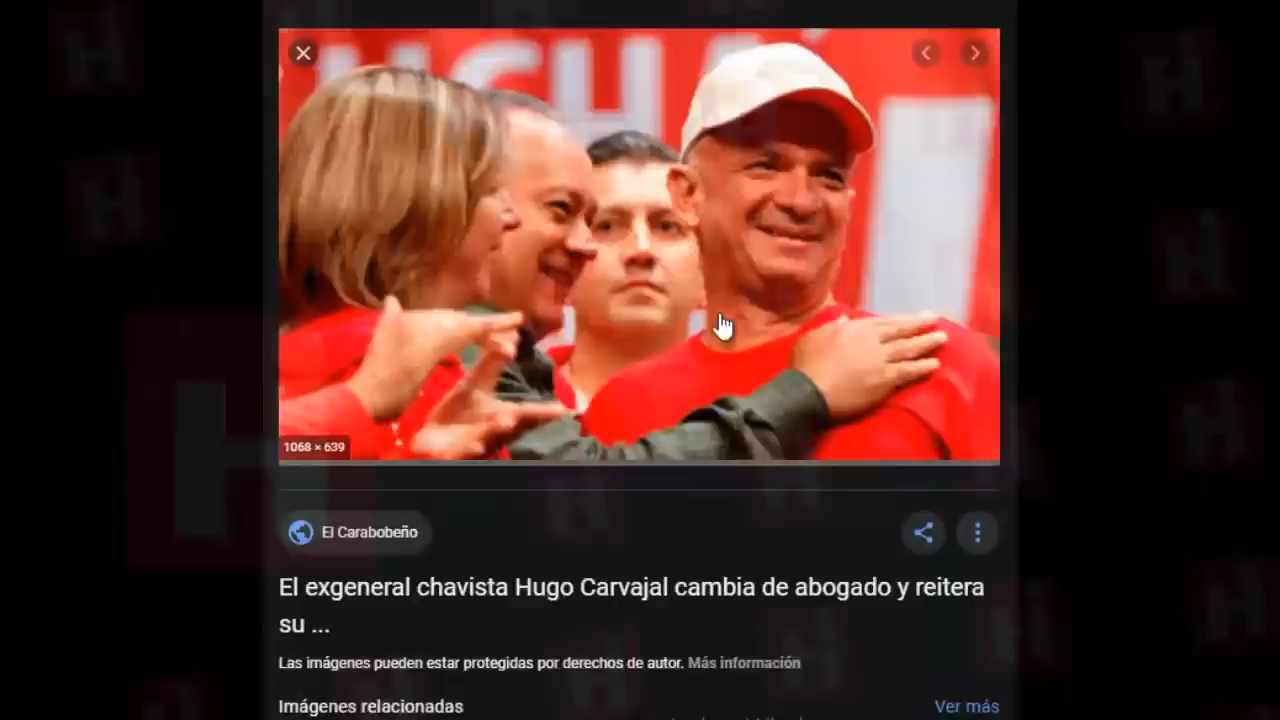 UCHA
1068 × 639
El Carabobeño
El exgeneral chavista Hugo Carvajal cambia de abogado y reitera
su ...
Las imágenes pueden estar protegidas por derechos de autor. Más información
Imágenes relacionadas
Ver más